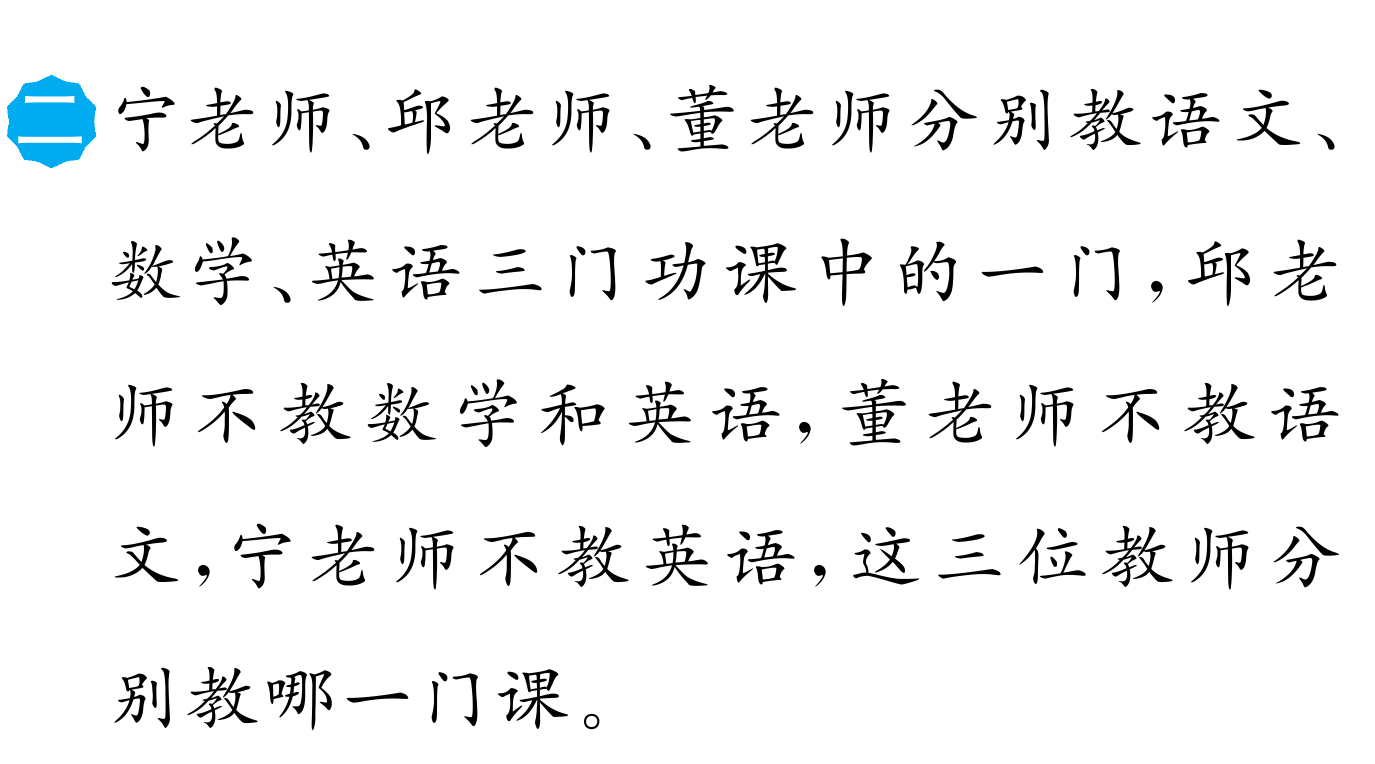 二 宁老师、邱老师、董老师分别教语文、
数学、英语三门功课中的一门,邱老
师不教数学和英语,董老师不教语
文,宁老师不教英语,这三位教师分
别教哪一门课。